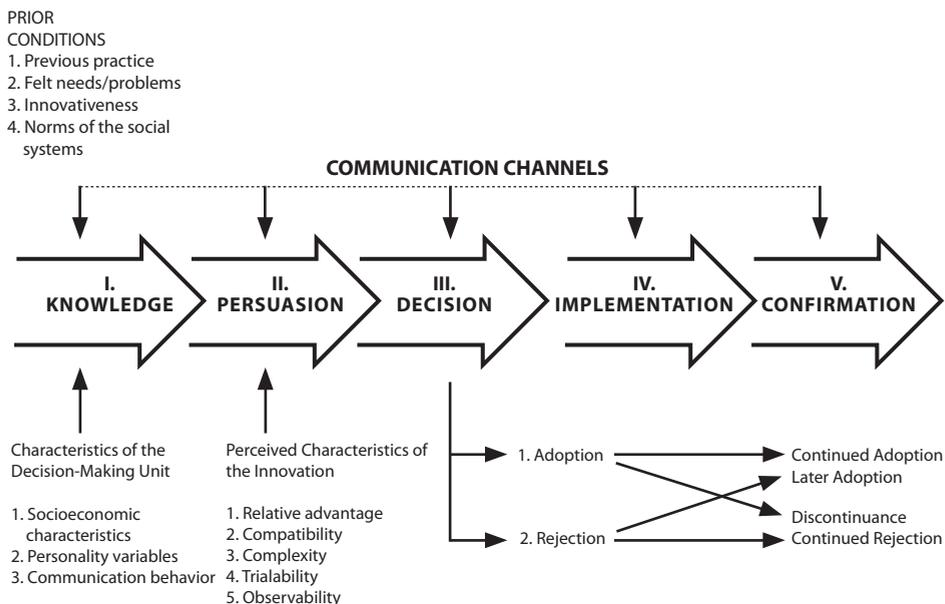 PRIOR
CONDITIONS
1. Previous practice
2. Felt needs/problems
3. Innovativeness
4. Norms of the social
systems
COMMUNICATION CHANNELS
I.
KNOWLEDGE
II.
PERSUASION
III.
DECISION
IV.
IMPLEMENTATION
V.
CONFIRMATION
Characteristics of the
Decision-Making Unit
1. Socioeconomic
characteristics
2. Personality variables
3. Communication behavior
Perceived Characteristics of
the Innovation
1. Relative advantage
2. Compatibility
3. Complexity
4. Trialability
5. Observability
1. Adoption
2. Rejection
Continued Adoption
Later Adoption
Discontinuance
Continued Rejection